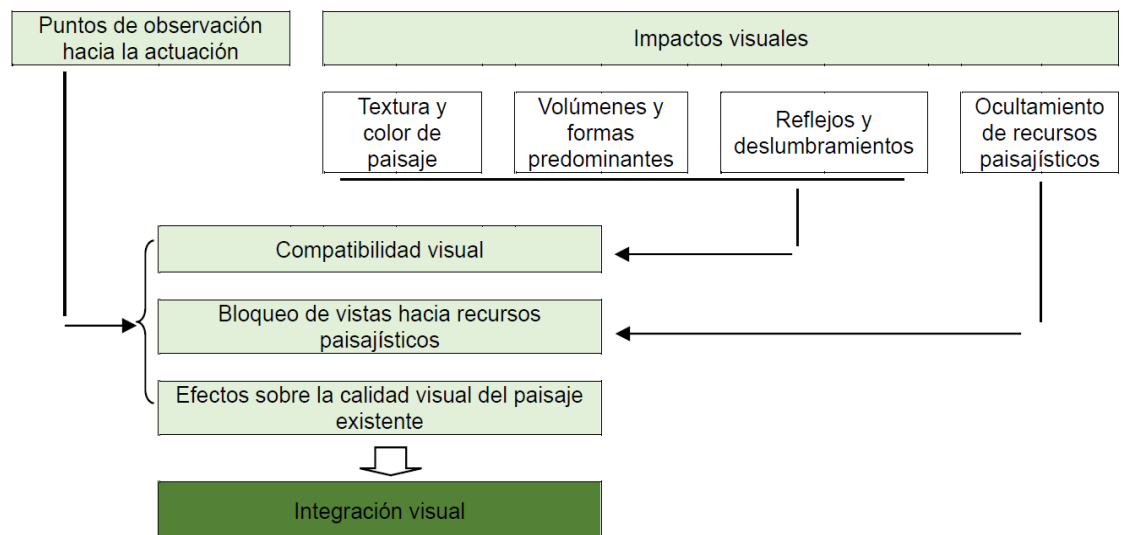 Puntos de observación
hacia la actuación
Impactos visuales
Textura y
color de
paisaje
Volúmenes y
formas
predominantes
Reflejos y
deslumbramientos
Ocultamiento
de recursos
paisajísticos
Compatibilidad visual
Bloqueo de vistas hacia recursos
paisajísticos
Efectos sobre la calidad visual del paisaje
existente
Integración visual